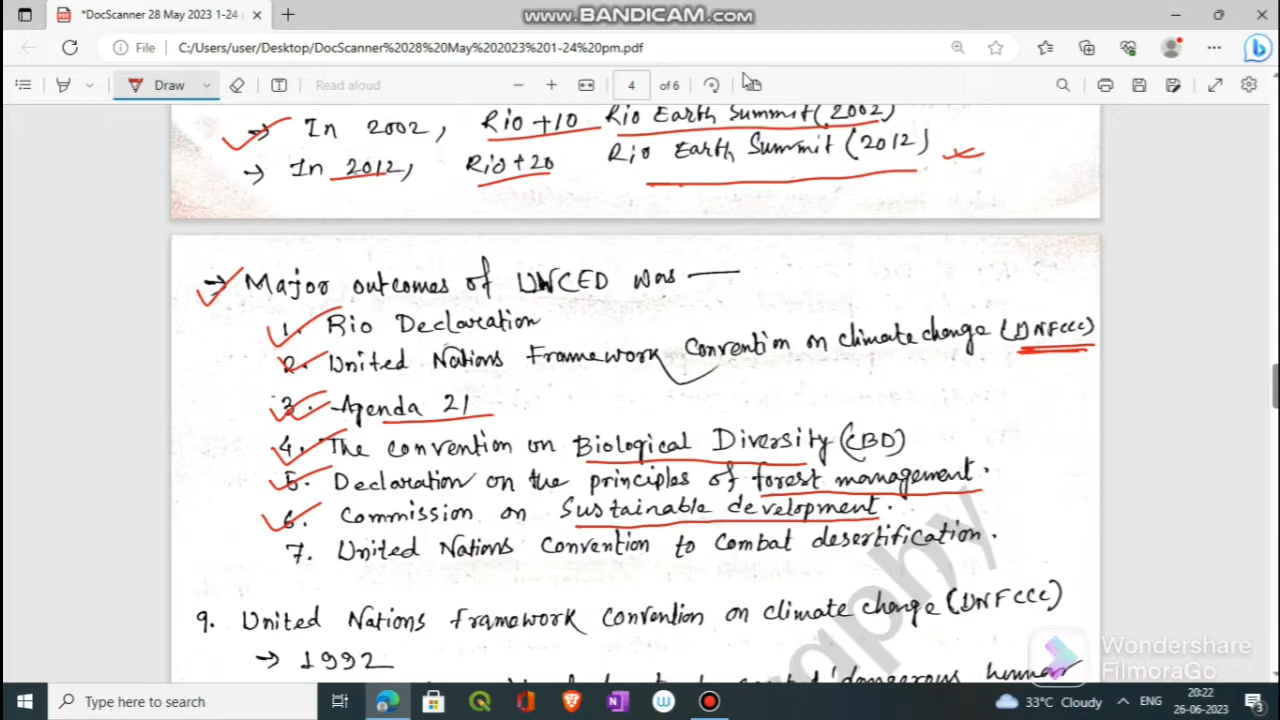 *DocScanner 28 May 2023 1-24
www.BANDICAM.com
File C:/Users/user/Desktop/DocScanner%2028%20May%202023%201-24%20pm.pdf
Draw Read aloud 4 of 6
→ In 2002, Rio +10 Rio Earth Summit (2002)
→ In 2012, Rio+20 Rio Earth Summit (2012)
→ Major outcomes of UNCED was —
1. Rio Declaration
2. United Nations Framework Convention on climate change (UNFCCC)
3. Agenda 21
4. The convention on Biological Diversity (CBD)
5. Declaration on the principles of forest management.
6. Commission on Sustainable development.
7. United Nations Convention to Combat desertification.
9. United Nations Framework Convention on climate change (UNFCCC)
→ 1992
dangerous human
raphy
Wondershare
FilmoraGo
Type here to search
33°C Cloudy ENG 20:22
26-06-2023 3